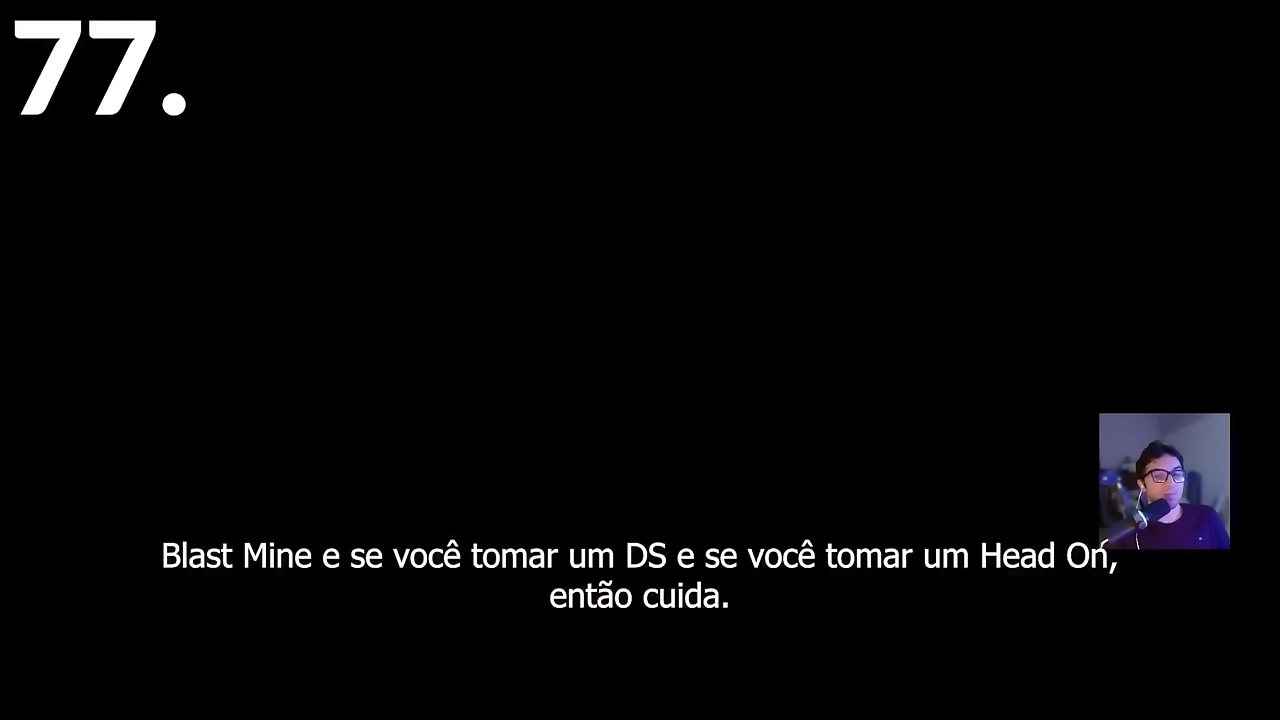 77.
Blast Mine e se você tomar um DS e se você tomar um Head On,
então cuida.